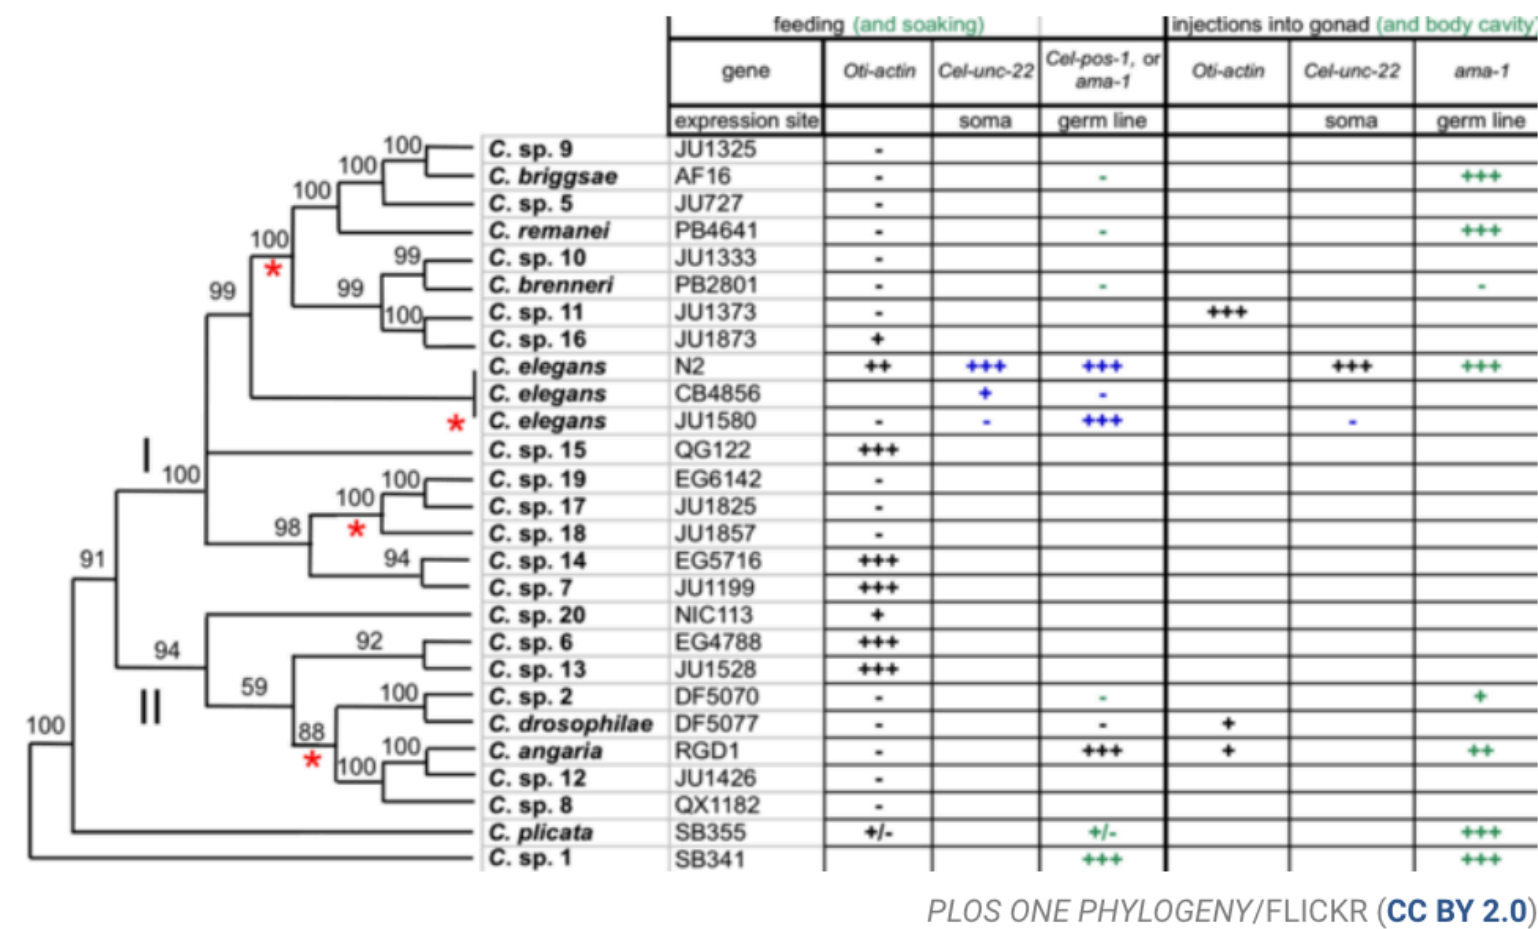 feeding (and soaking) injections into gonad (and body cavity)
gene Oti-actin Cel-unc-22 Cel-pos-1, or ama-1 Oti-actin Cel-unc-22 ama-1
expression site soma germ line soma germ line
100 C. sp. 9 JU1325 -
100 C. briggsae AF16 - - +++
100 C. sp. 5 JU727 -
C. remanei PB4641 - - +++
100 * 99 C. sp. 10 JU1333 -
99 99 C. brenneri PB2801 - - -
100 C. sp. 11 JU1373 - +++
C. sp. 16 JU1873 +
C. elegans N2 ++ +++ +++ +++ +++
C. elegans CB4856 + -
* C. elegans JU1580 - - +++ -
I C. sp. 15 QG122 +++
100 100 C. sp. 19 EG6142 -
100 C. sp. 17 JU1825 -
98 * C. sp. 18 JU1857 -
91 94 C. sp. 14 EG5716 +++
C. sp. 7 JU1199 +++
C. sp. 20 NIC113 +
94 92 C. sp. 6 EG4788 +++
C. sp. 13 JU1528 +++
II 59 100 C. sp. 2 DF5070 - - +
100 88 C. drosophilae DF5077 - - +
* 100 C. angaria RGD1 - +++ + ++
100 C. sp. 12 JU1426 -
C. sp. 8 QX1182 -
C. plicata SB355 +/- +/- +++
C. sp. 1 SB341 +++ +++
PLOS ONE PHYLOGENY/FLICKR (CC BY 2.0)